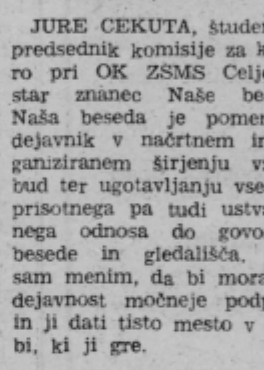 JURE CEKUTA, študen
predsednik komisije za k
ro pri OK ZSMS Celje
star znanec Naše be
Naša beseda je pomen
dejavnik v načrtnem in
ganiziranem širjenju v
bud ter ugotavljanju vse
prisotnega pa tudi ustva
nega odnosa do govo
besede in gledališča.
sam menim, da bi mora
dejavnost močneje podp
in ji dati tisto mesto v
bi, ki ji gre.